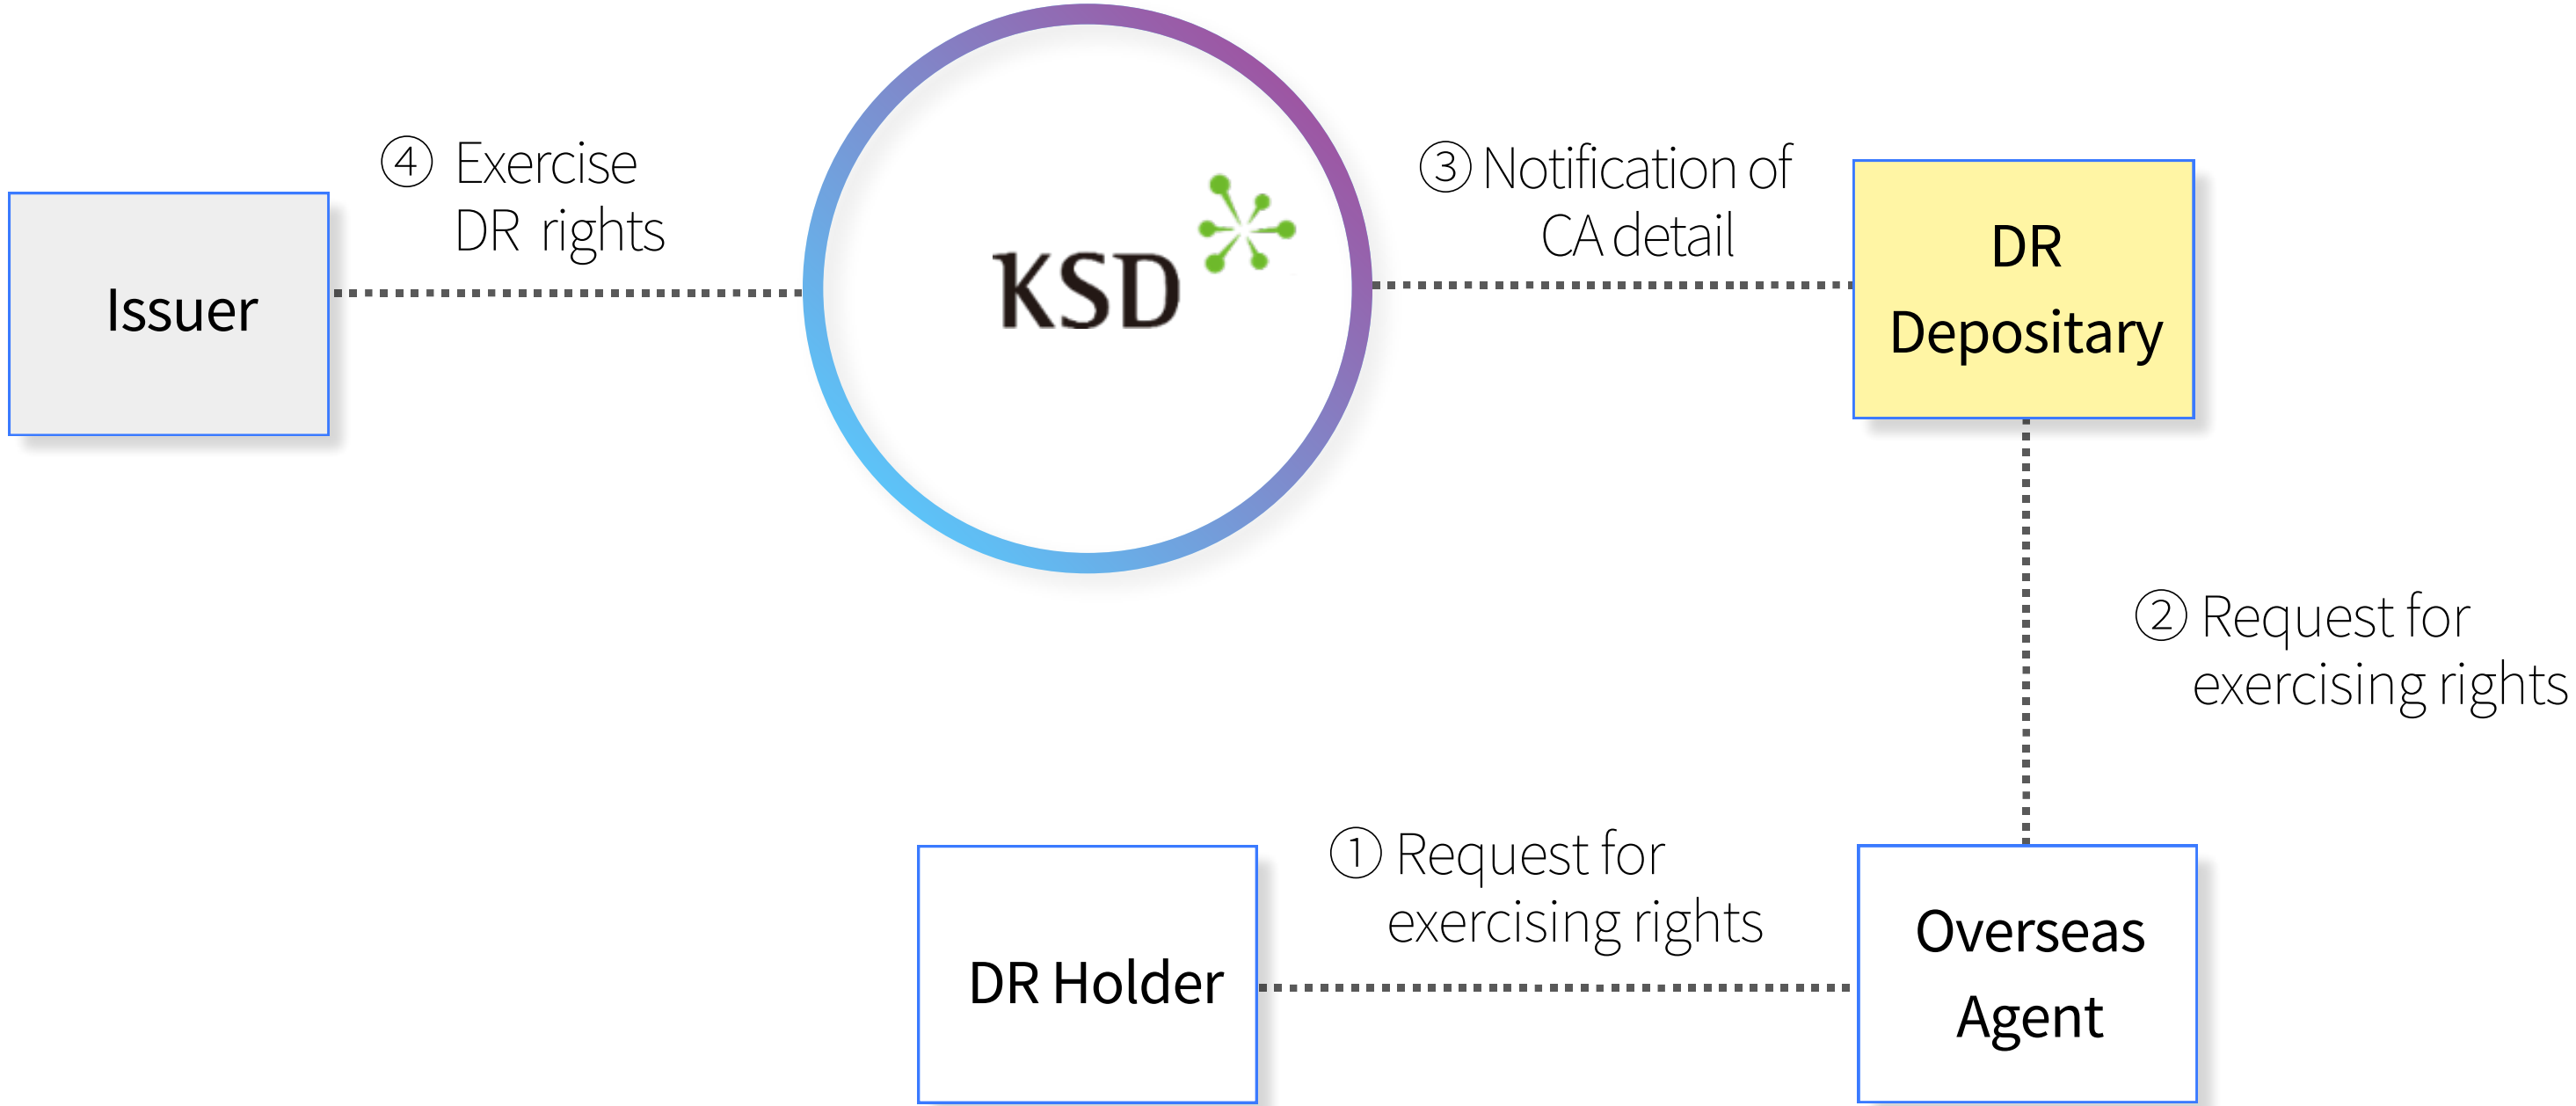 ④ Exercise
DR rights
Issuer
KSD
③ Notification of
CA detail
DR
Depositary
② Request for
exercising rights
① Request for
exercising rights
DR Holder
Overseas
Agent